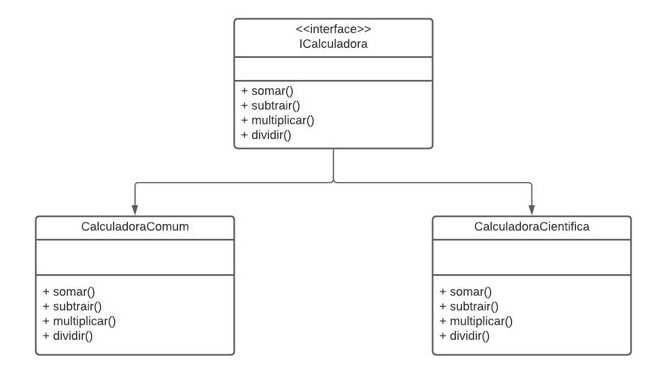 <<interface>>
ICalculadora
+ somar()
+ subtrair()
+ multiplicar()
+ dividir()
CalculadoraComum
+ somar()
+ subtrair()
+ multiplicar()
+ dividir()
CalculadoraCientifica
+ somar()
+ subtrair()
+ multiplicar()
+ dividir()